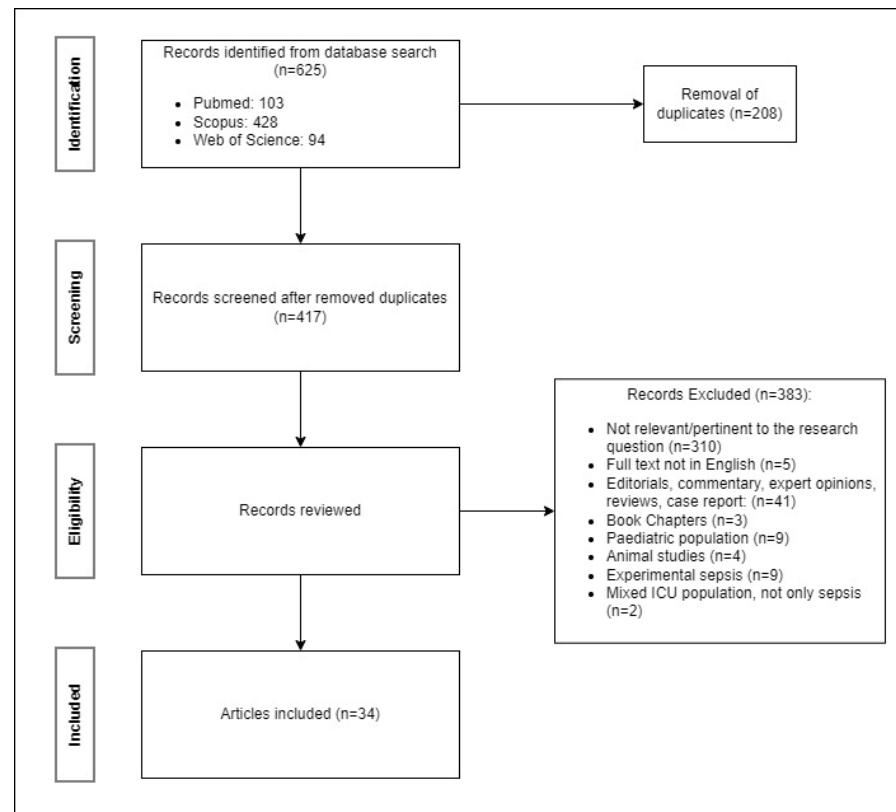 Identification
Records identified from database search
(n=625)
• Pubmed: 103
• Scopus: 428
• Web of Science: 94
Removal of
duplicates (n=208)
Screening
Records screened after removed duplicates
(n=417)
Eligibility
Records reviewed
Records Excluded (n=383):
• Not relevant/pertinent to the research
question (n=310)
• Full text not in English (n=5)
• Editorials, commentary, expert opinions,
reviews, case report: (n=41)
• Book Chapters (n=3)
• Paediatric population (n=9)
• Animal studies (n=4)
• Experimental sepsis (n=9)
• Mixed ICU population, not only sepsis
(n=2)
Included
Articles included (n=34)